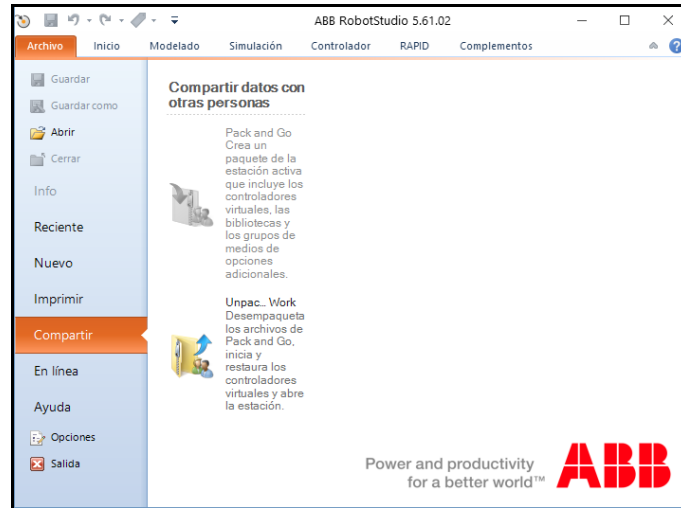 ABB RobotStudio 5.61.02
Archivo Inicio Modelado Simulación Controlador RAPID Complementos
Guardar
Guardar como
Abrir
Cerrar
Info
Reciente
Nuevo
Imprimir
Compartir
En línea
Ayuda
Opciones
Salida
Compartir datos con
otras personas
Pack and Go
Crea un
paquete de la
estación activa
que incluye los
controladores
virtuales, las
bibliotecas y
los grupos de
medios de
opciones
adicionales.
Unpac... Work
Desempaqueta
los archivos de
Pack and Go,
inicia y
restaura los
controladores
virtuales y abre
la estación.
Power and productivity
for a better world™
ABB